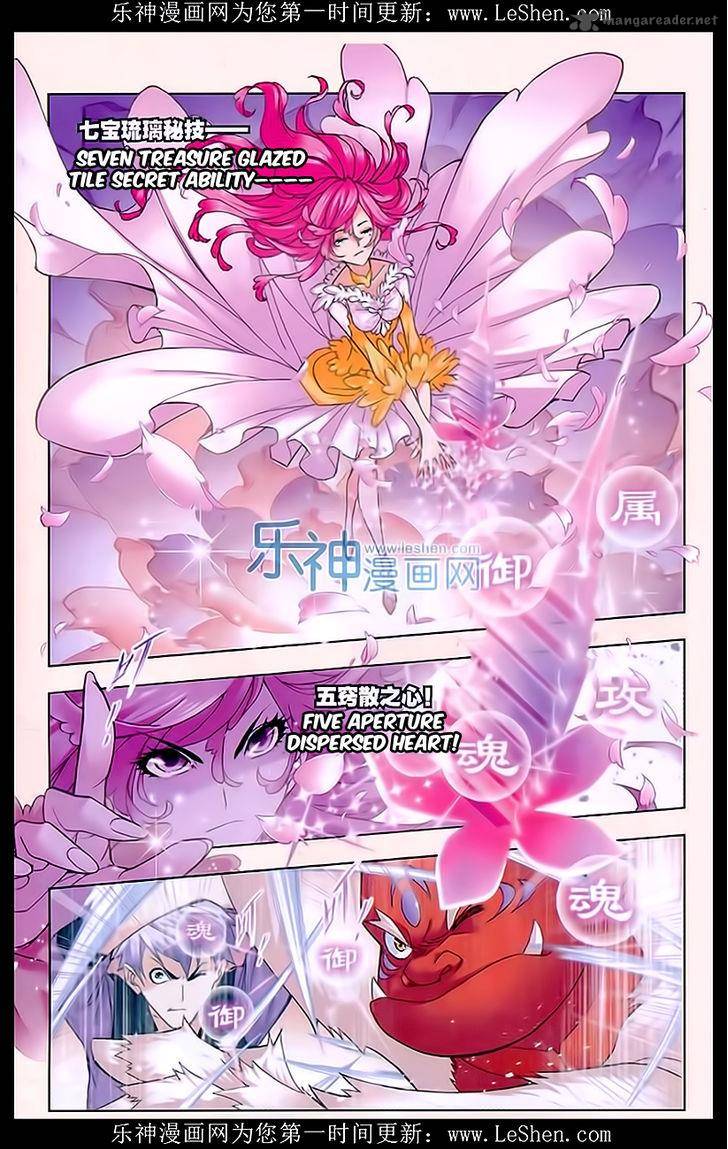 乐神漫画网为您第一时间更新：www.LeShen.com
mangareader.net
七宝琉璃秘技——
SEVEN TREASURE GLAZED
TILE SECRET ABILITY----
属
乐神漫画网
www.leshen.com
御
五窍散之心！
FIVE APERTURE
DISPERSED HEART!
攻
魂
魂
魂
御
御
乐神漫画网为您第一时间更新：www.LeShen.com